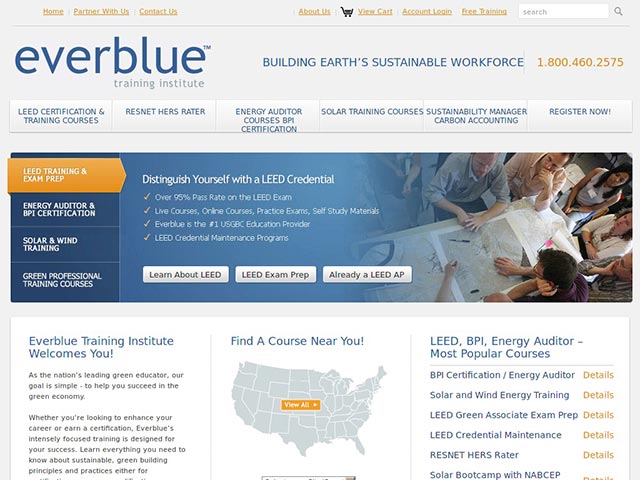 Home | Partner With Us | Contact Us
About Us | View Cart | Account Login | Free Training
search
everblue™
training institute
BUILDING EARTH'S SUSTAINABLE WORKFORCE
1.800.460.2575
LEED CERTIFICATION &
TRAINING COURSES
RESNET HERS RATER
ENERGY AUDITOR
COURSES BPI
CERTIFICATION
SOLAR TRAINING COURSES
SUSTAINABILITY MANAGER
CARBON ACCOUNTING
REGISTER NOW!
LEED TRAINING &
EXAM PREP
ENERGY AUDITOR &
BPI CERTIFICATION
SOLAR & WIND
TRAINING
GREEN PROFESSIONAL
TRAINING COURSES
Distinguish Yourself with a LEED Credential
Over 95% Pass Rate on the LEED Exam
Live Courses, Online Courses, Practice Exams, Self Study Materials
Everblue is the #1 USGBC Education Provider
LEED Credential Maintenance Programs
Learn About LEED
LEED Exam Prep
Already a LEED AP
Everblue Training Institute
Welcomes You!
As the nation's leading green educator, our
goal is simple - to help you succeed in the
green economy.
Whether you're looking to enhance your
career or earn a certification, Everblue's
intensely focused training is designed for
your success. Learn everything you need to
know about sustainable, green building
principles and practices either for
Find A Course Near You!
View All »
LEED, BPI, Energy Auditor –
Most Popular Courses
BPI Certification / Energy Auditor Details
Solar and Wind Energy Training Details
LEED Green Associate Exam Prep Details
LEED Credential Maintenance Details
RESNET HERS Rater Details
Solar Bootcamp with NABCEP Details